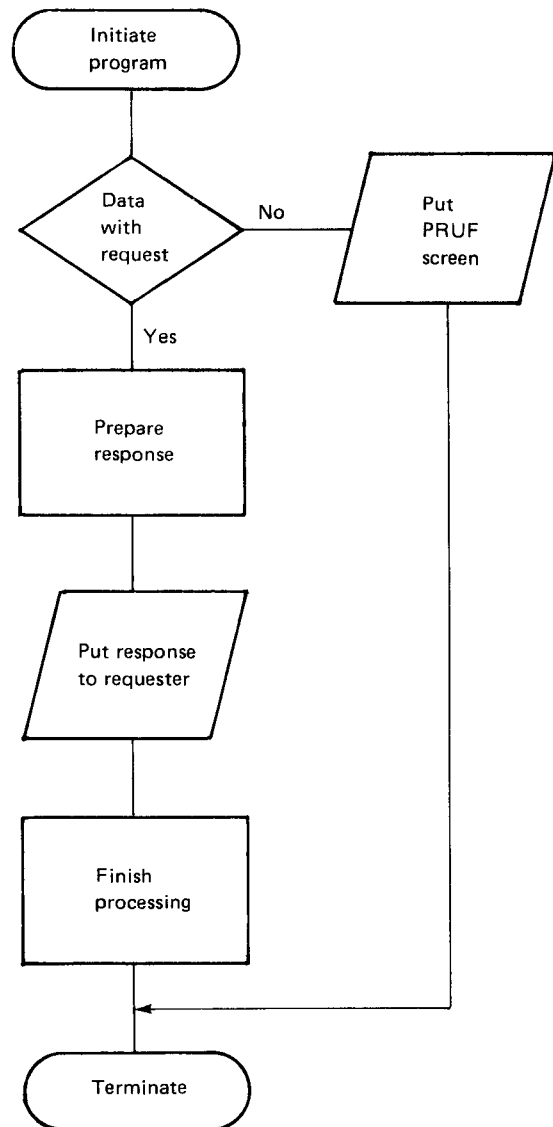 Initiate
program
Data
with
request
No
Put
PRUF
screen
Yes
Prepare
response
Put response
to requester
Finish
processing
Terminate